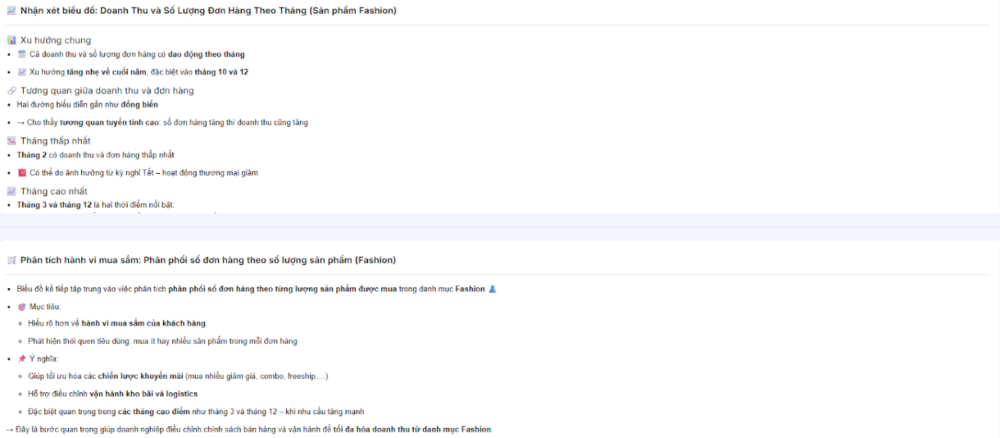 Nhận xét biểu đồ: Doanh Thu và Số Lượng Đơn Hàng Theo Tháng (Sản phẩm Fashion)
Xu hướng chung
Cả doanh thu và số lượng đơn hàng có dao động theo tháng
Xu hướng tăng nhẹ về cuối năm, đặc biệt vào tháng 10 và 12
Tương quan giữa doanh thu và đơn hàng
Hai đường biểu diễn gần như đồng biến
→ Cho thấy tương quan tuyến tính cao: số đơn hàng tăng thì doanh thu cũng tăng
Tháng thấp nhất
Tháng 2 có doanh thu và đơn hàng thấp nhất
Có thể do ảnh hưởng từ kỳ nghỉ Tết – hoạt động thương mại giảm
Tháng cao nhất
Tháng 3 và tháng 12 là hai thời điểm nổi bật:
Phân tích hành vi mua sắm: Phân phối số đơn hàng theo số lượng sản phẩm (Fashion)
Biểu đồ kế tiếp tập trung vào việc phân tích phân phối số đơn hàng theo từng lượng sản phẩm được mua trong danh mục Fashion
Mục tiêu:
Hiểu rõ hơn về hành vi mua sắm của khách hàng
Phát hiện thói quen tiêu dùng: mua ít hay nhiều sản phẩm trong mỗi đơn hàng
Ý nghĩa:
Giúp tối ưu hóa các chiến lược khuyến mãi (mua nhiều giảm giá, combo, freeship,...)
Hỗ trợ điều chỉnh vận hành kho bãi và logistics
Đặc biệt quan trọng trong các tháng cao điểm như tháng 3 và tháng 12 – khi nhu cầu tăng mạnh
→ Đây là bước quan trọng giúp doanh nghiệp điều chỉnh chính sách bán hàng và vận hành để tối đa hóa doanh thu từ danh mục Fashion.